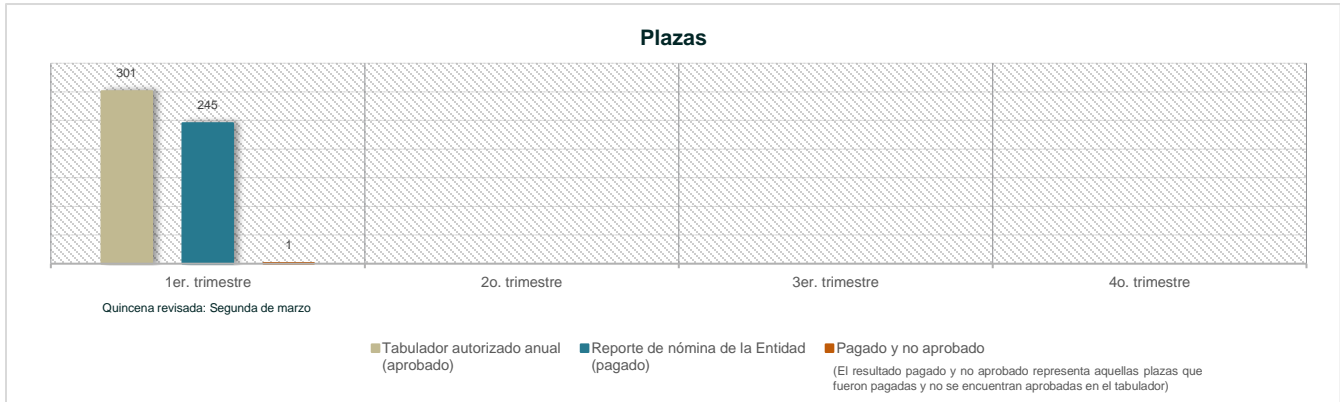 Plazas
301
245
1
1er. trimestre
2o. trimestre
3er. trimestre
4o. trimestre
Quincena revisada: Segunda de marzo
Tabulador autorizado anual
(aprobado)
Reporte de nómina de la Entidad
(pagado)
Pagado y no aprobado
(El resultado pagado y no aprobado representa aquellas plazas que
fueron pagadas y no se encuentran aprobadas en el tabulador)